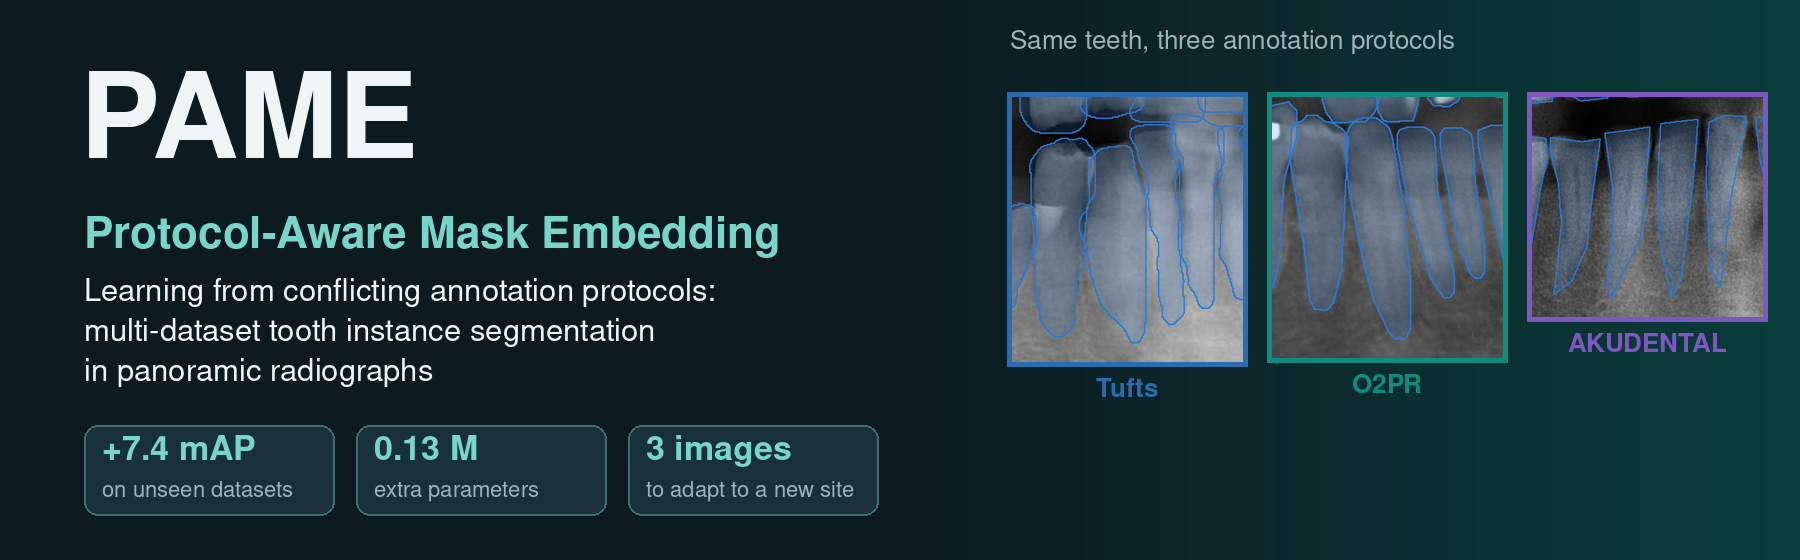 PAME
Protocol-Aware Mask Embedding
Learning from conflicting annotation protocols:
multi-dataset tooth instance segmentation
in panoramic radiographs
+7.4 mAP
on unseen datasets
0.13 M
extra parameters
3 images
to adapt to a new site
Same teeth, three annotation protocols
Tufts
O2PR
AKUDENTAL